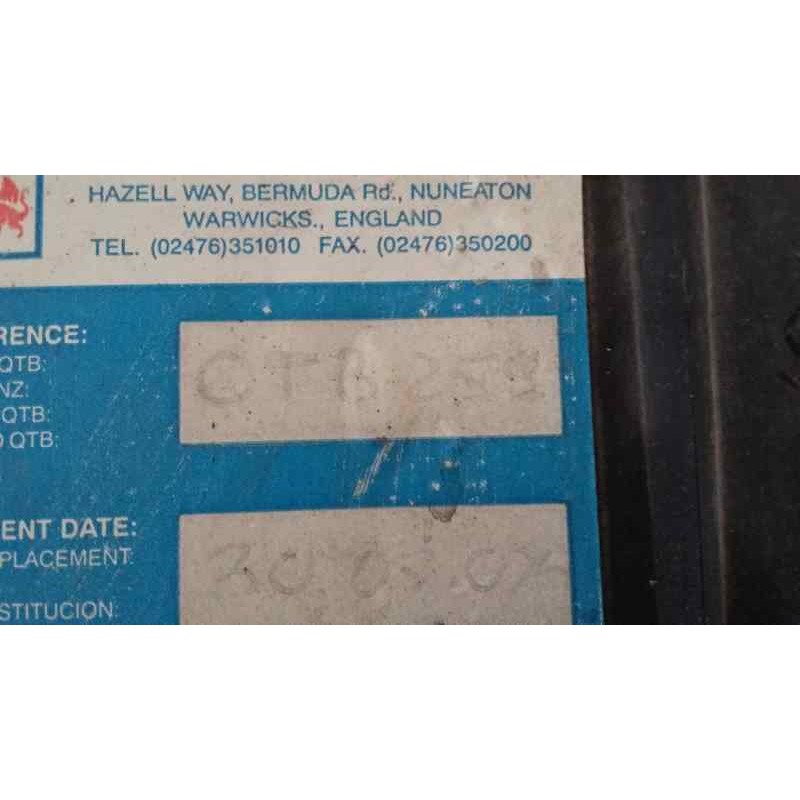 HAZELL WAY, BERMUDA Rd., NUNEATON
WARWICKS., ENGLAND
TEL. (02476)351010 FAX. (02476)350200
RENCE:
QTB:
NZ:
QTB:
QTB:
ENT DATE:
PLACEMENT
STITUCION: